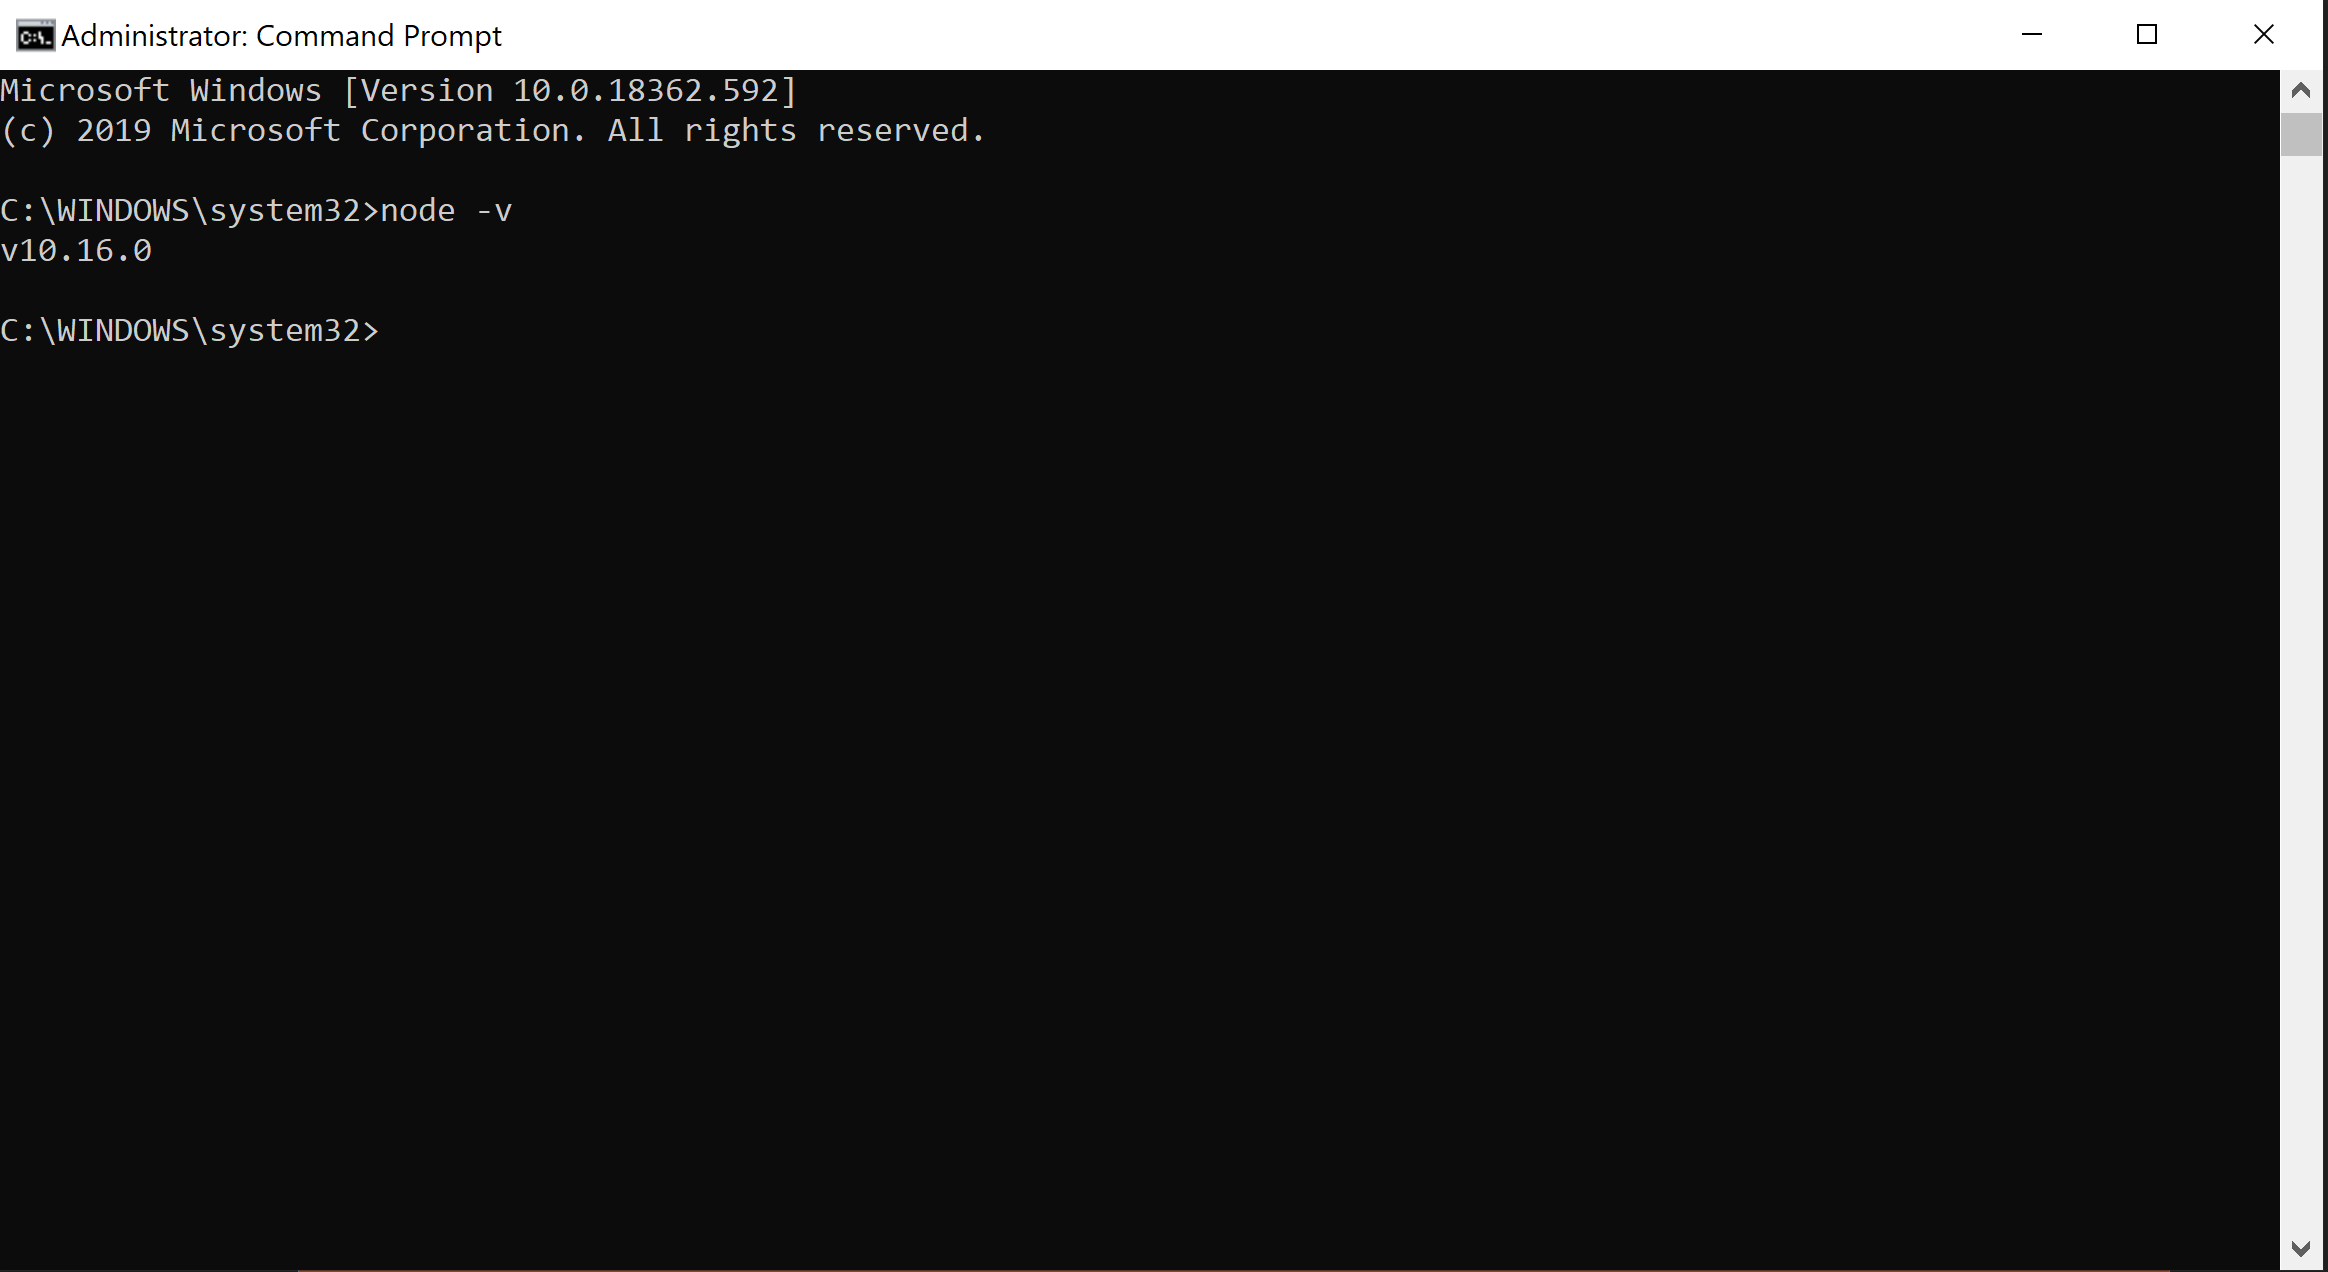 Administrator: Command Prompt
Microsoft Windows [Version 10.0.18362.592]
(c) 2019 Microsoft Corporation. All rights reserved.
C:\WINDOWS\system32>node -v
v10.16.0
C:\WINDOWS\system32>